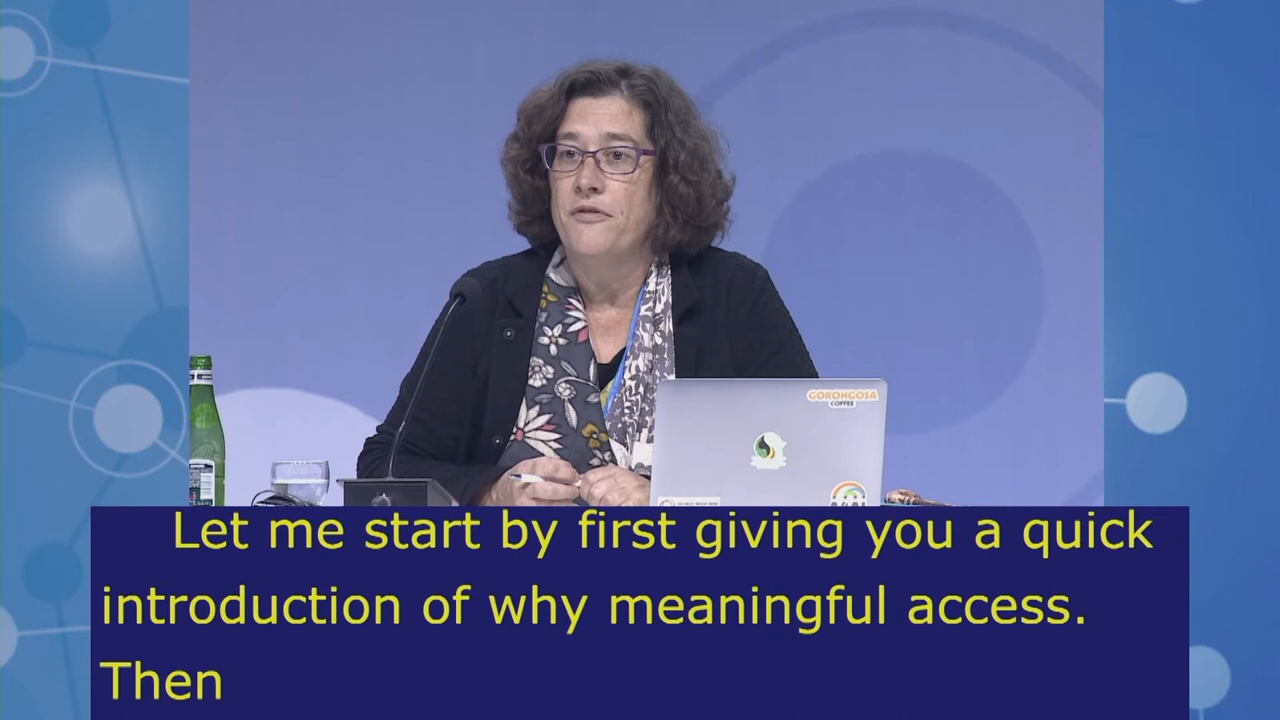 GORONGOSA
COFFEE
Let me start by first giving you a quick
introduction of why meaningful access.
Then